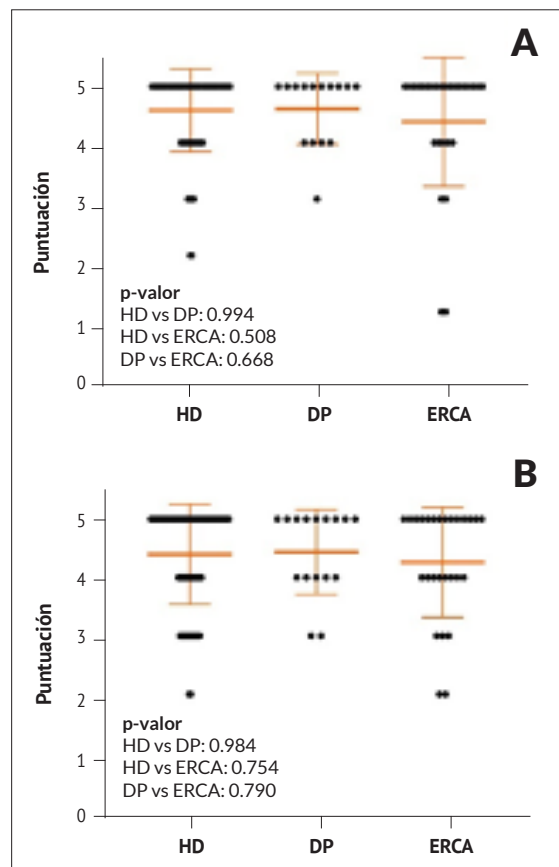 A
Puntuación
5
4
3
2
1
0
p-valor
HD vs DP: 0.994
HD vs ERCA: 0.508
DP vs ERCA: 0.668
HD DP ERCA
B
Puntuación
5
4
3
2
1
0
p-valor
HD vs DP: 0.984
HD vs ERCA: 0.754
DP vs ERCA: 0.790
HD DP ERCA